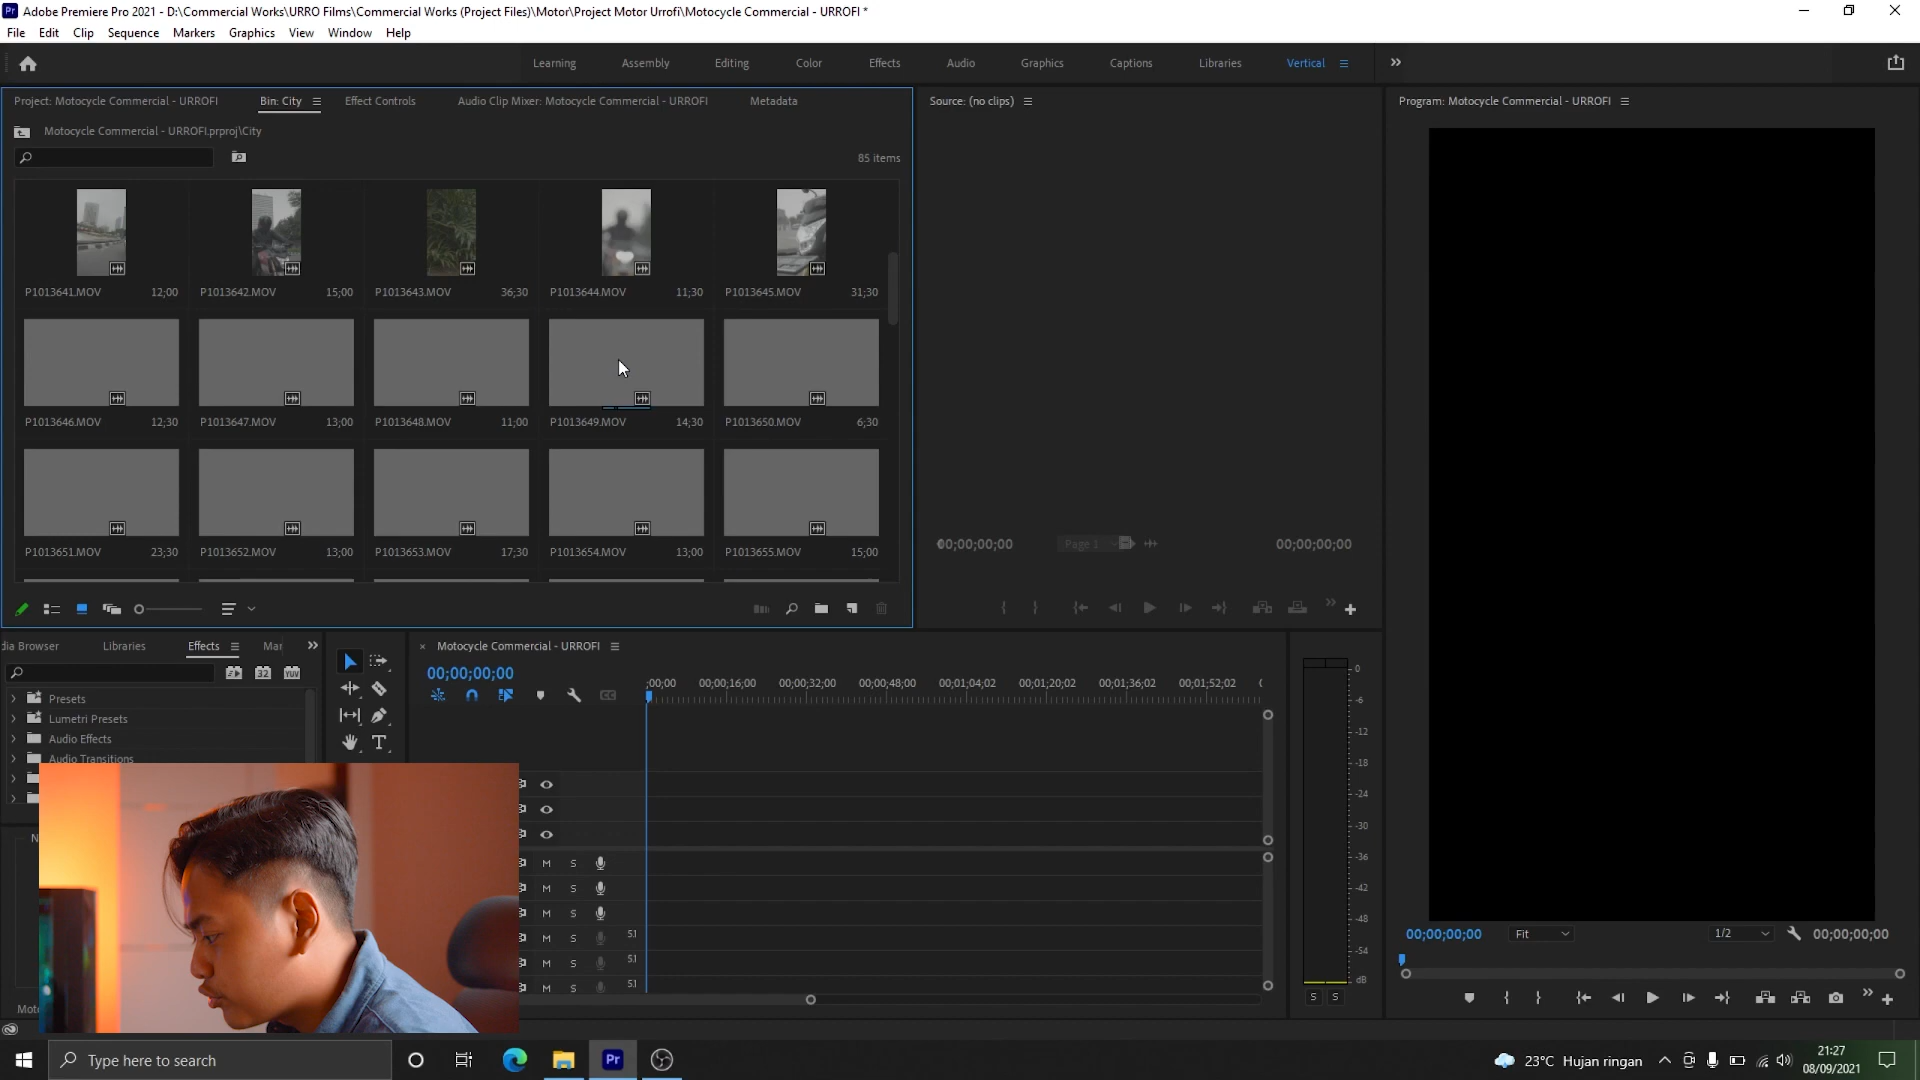 Adobe Premiere Pro 2021 - D:\Commercial Works\URRO Films\Commercial Works (Project Files)\Motor\Project Motor Urrofi\Motocycle Commercial - URROFI *
File Edit Clip Sequence Markers Graphics View Window Help
Learning Assembly Editing Color Effects Audio Graphics Captions Libraries Vertical
Project: Motocycle Commercial - URROFI Bin: City Effect Controls Audio Clip Mixer: Motocycle Commercial - URROFI Metadata
Source: (no clips)
Program: Motocycle Commercial - URROFI
Motocycle Commercial - URROFI.prproj\City
85 items
P1013641.MOV 12;00 P1013642.MOV 15;00 P1013643.MOV 36;30 P1013644.MOV 11;30 P1013645.MOV 31;30
P1013646.MOV 12;30 P1013647.MOV 13;00 P1013648.MOV 11;00 P1013649.MOV 14;30 P1013650.MOV 6;30
P1013651.MOV 23;30 P1013652.MOV 13;00 P1013653.MOV 17;30 P1013654.MOV 13;00 P1013655.MOV 15;00
00;00;00;00 Page 1 00;00;00;00
dia Browser Libraries Effects Mar
32 YUV
Presets
Lumetri Presets
Audio Effects
Audio Transitions
Motocycle Commercial - URROFI
00;00;00;00
CC
;00;00 00;00;16;00 00;00;32;00 00;00;48;00 00;01;04;02 00;01;20;02 00;01;36;02 00;01;52;02
M S
M S
M S
M S 5.1
M S 5.1
M S 5.1
0
-6
-12
-18
-24
-30
-36
-42
-48
-54
dB
S S
00;00;00;00 Fit 1/2 00;00;00;00
Mot
Type here to search
Pr
23°C Hujan ringan
21:27
08/09/2021